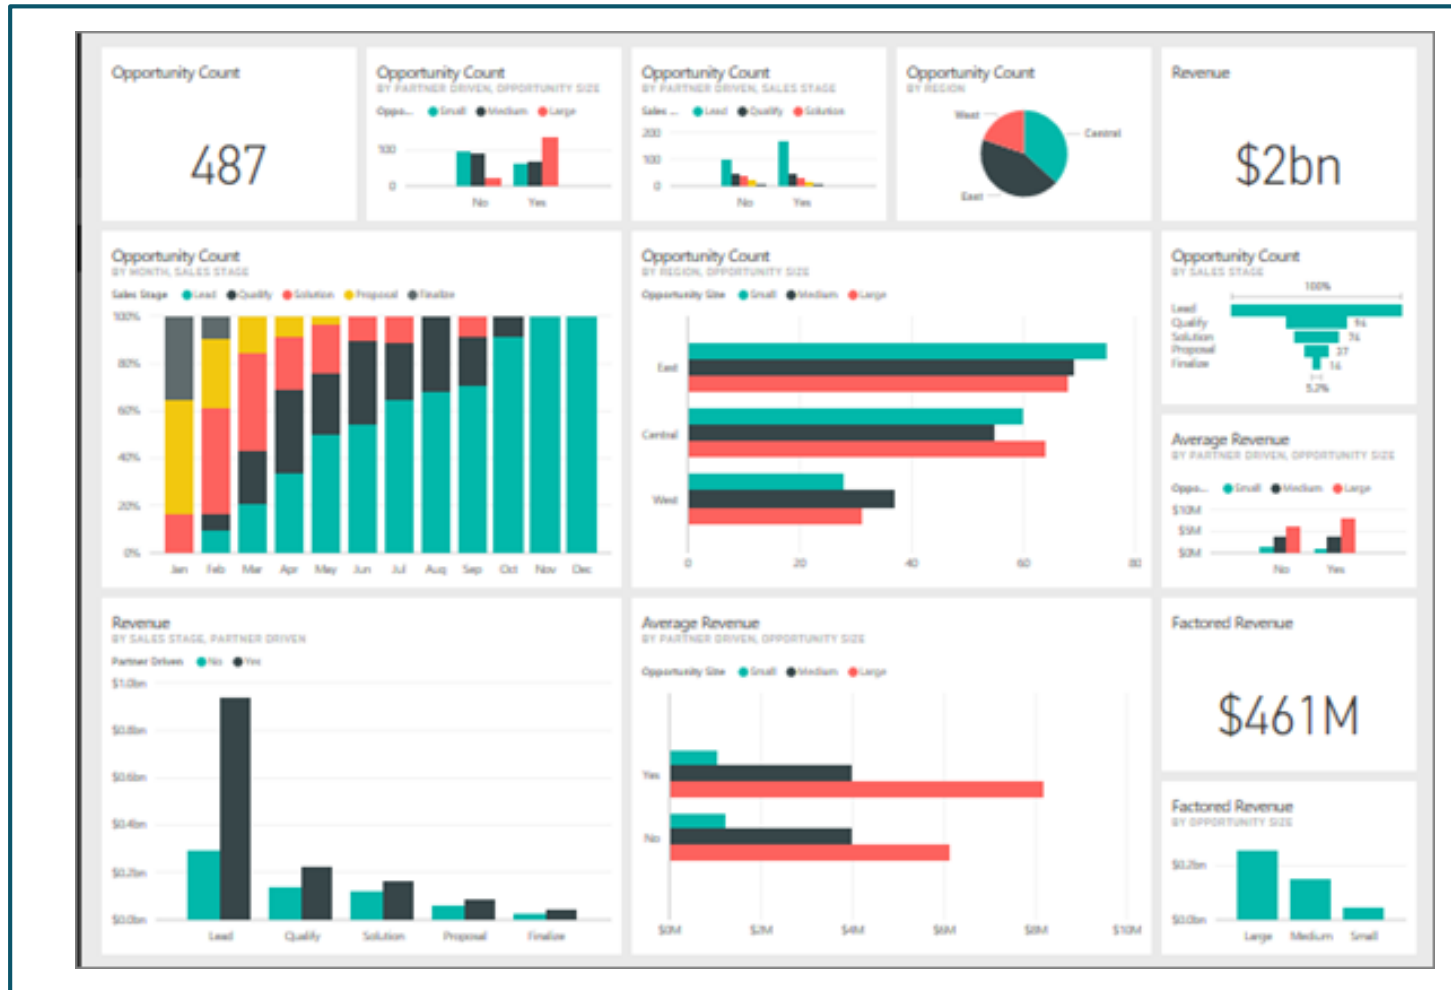 Opportunity Count
487
Opportunity Count
BY PARTNER DRIVEN, OPPORTUNITY SIZE
Oppo... Small Medium Large
100
0
No Yes
Opportunity Count
BY PARTNER DRIVEN, SALES STAGE
Sales ... Lead Qualify Solution
200
100
0
No Yes
Opportunity Count
BY REGION
West
Central
East
Revenue
$2bn
Opportunity Count
BY MONTH, SALES STAGE
Sales Stage Lead Qualify Solution Proposal Finalize
100%
80%
60%
40%
20%
0%
Jan Feb Mar Apr May Jun Jul Aug Sep Oct Nov Dec
Opportunity Count
BY REGION, OPPORTUNITY SIZE
Opportunity Size Small Medium Large
East
Central
West
0 20 40 60 80
Opportunity Count
BY SALES STAGE
100%
Lead
Qualify 94
Solution 74
Proposal 37
Finalize 14
5.2%
Average Revenue
BY PARTNER DRIVEN, OPPORTUNITY SIZE
Oppo... Small Medium Large
$10M
$5M
$0M
No Yes
Revenue
BY SALES STAGE, PARTNER DRIVEN
Partner Driven No Yes
$1.0bn
$0.8bn
$0.6bn
$0.4bn
$0.2bn
$0.0bn
Lead Qualify Solution Proposal Finalize
Average Revenue
BY PARTNER DRIVEN, OPPORTUNITY SIZE
Opportunity Size Small Medium Large
Yes
No
$0M $2M $4M $6M $8M $10M
Factored Revenue
$461M
Factored Revenue
BY OPPORTUNITY SIZE
$0.2bn
$0.0bn
Large Medium Small